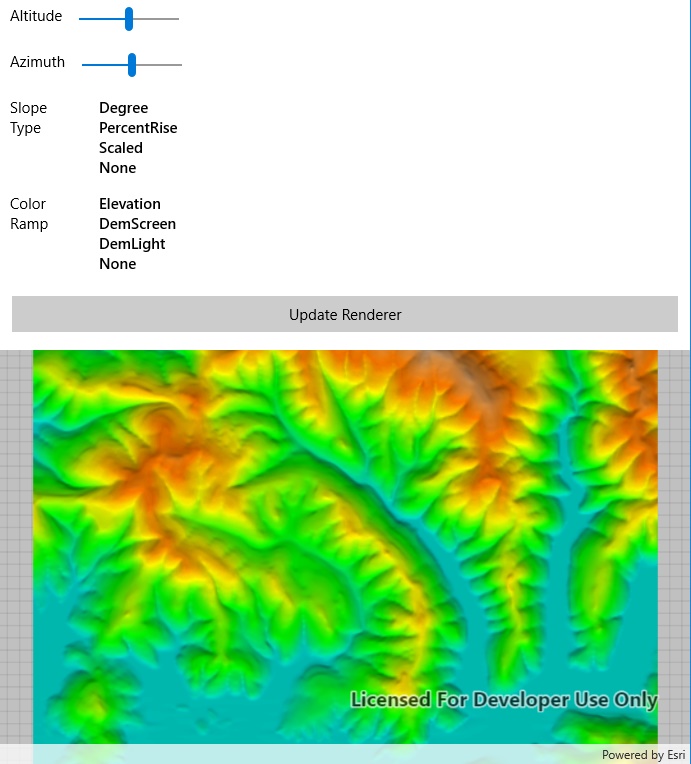 Altitude
Azimuth
Slope Type
Degree
PercentRise
Scaled
None
Color Ramp
Elevation
DemScreen
DemLight
None
Update Renderer
Licensed For Developer Use Only
Powered by Esri